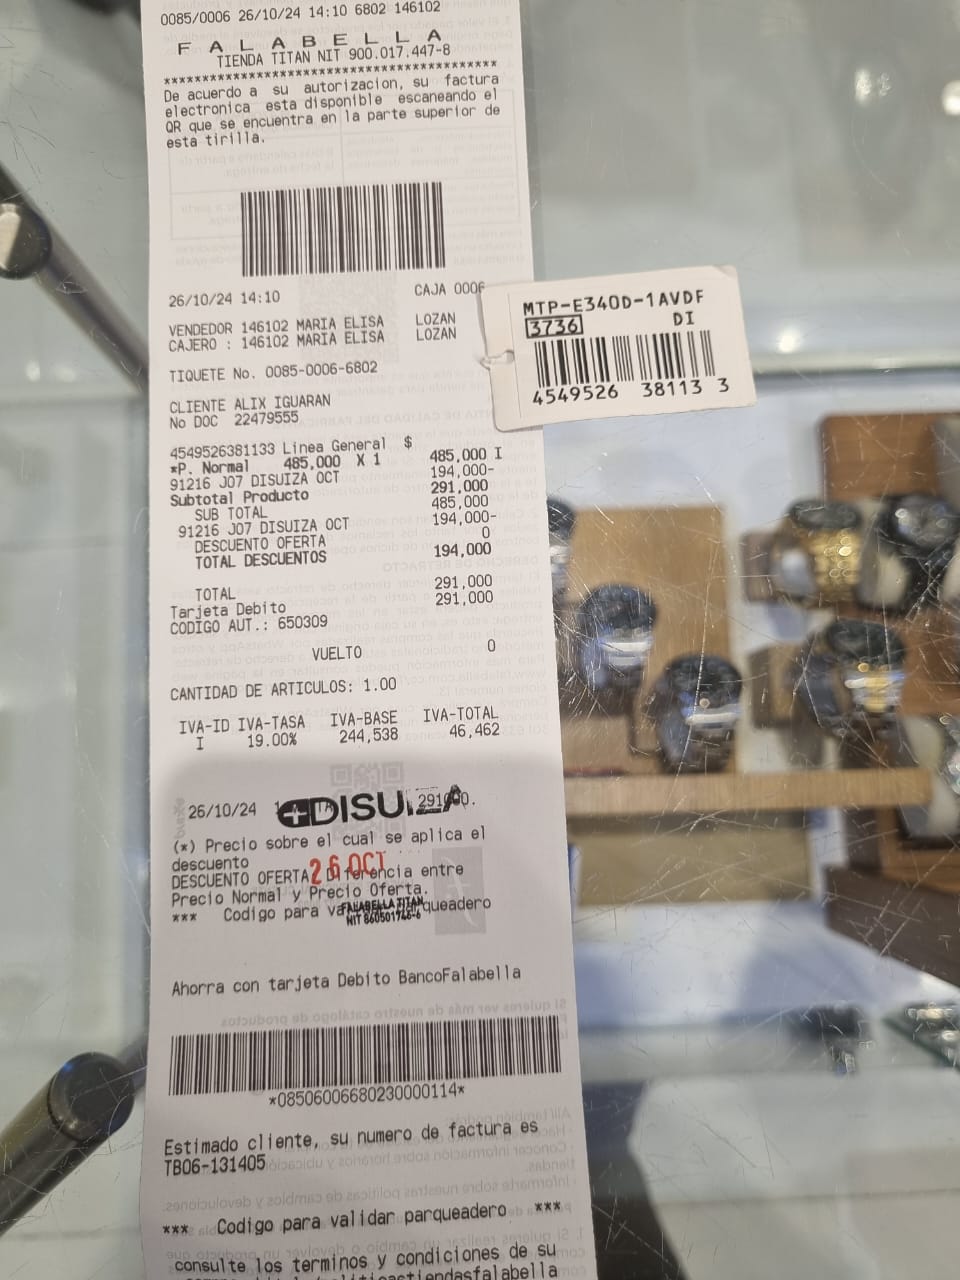 0085/0006 26/10/24 14:10 6802 146102
FALABELLA
TIENDA TITAN NIT 900.017.447-8
*******************************************
De acuerdo a su autorizacion, su factura
electronica esta disponible escaneando el
QR que se encuentra en la parte superior de
esta tirilla.
26/10/24 14:10 CAJA 0006
VENDEDOR 146102 MARIA ELISA LOZAN
CAJERO : 146102 MARIA ELISA LOZAN
TIQUETE No. 0085-0006-6802
CLIENTE ALIX IGUARAN
No DOC 22479555
4549526381133 Linea General $
*P. Normal 485,000 X 1 485,000 I
91216 J07 DISUIZA OCT 194,000-
Subtotal Producto 291,000
SUB TOTAL 485,000
91216 J07 DISUIZA OCT 194,000-
DESCUENTO OFERTA 0
TOTAL DESCUENTOS 194,000
TOTAL 291,000
Tarjeta Debito 291,000
CODIGO AUT.: 650309
VUELTO 0
CANTIDAD DE ARTICULOS: 1.00
IVA-ID IVA-TASA IVA-BASE IVA-TOTAL
I 19.00% 244,538 46,462
26/10/24
DISUIZA
(*) Precio sobre el cual se aplica el
descuento
26 OCT
DESCUENTO OFERTA: Diferencia entre
Precio Normal y Precio Oferta.
*** Codigo para parqueadero
FALABELLA TITAN
NIT 860501746-6
Ahorra con tarjeta Debito BancoFalabella
*08506006680230000114*
Estimado cliente, su numero de factura es
TB06-131405
*** Codigo para validar parqueadero ***
consulte los terminos y condiciones de su
MTP-E340D-1AVDF
3736 DI
4549526 38113 3